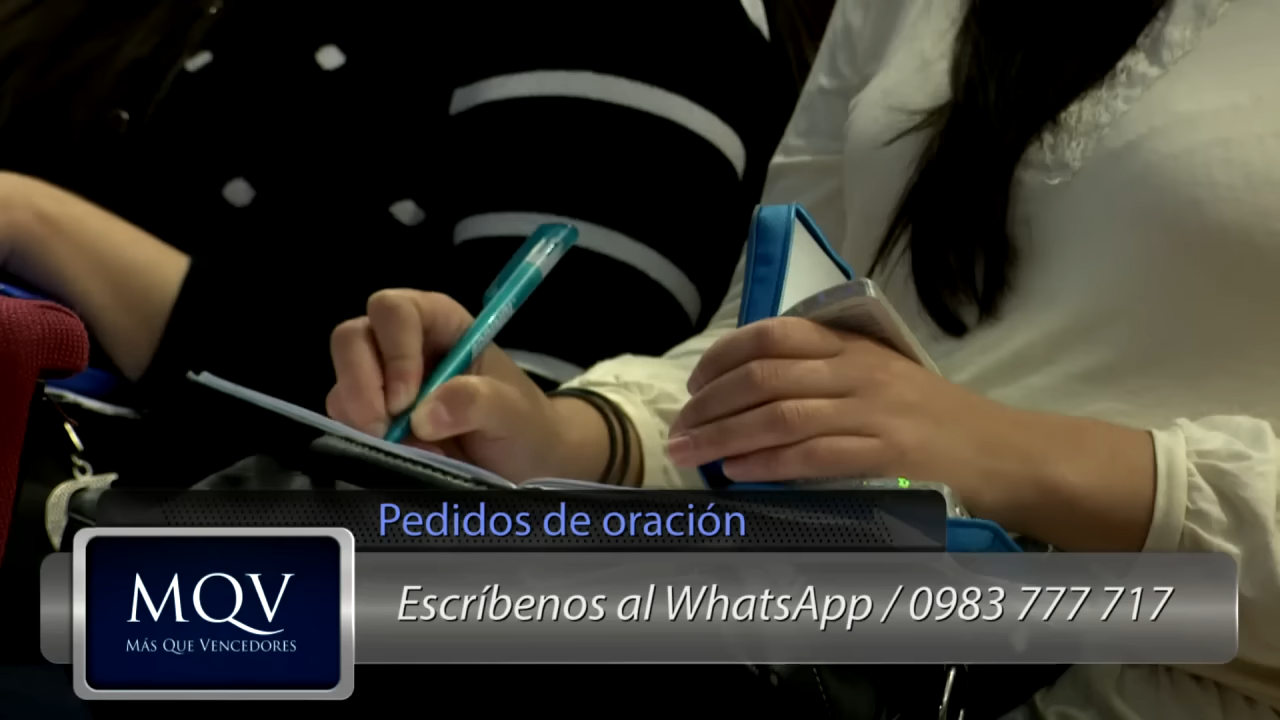 Pedidos de oración
Escríbenos al WhatsApp / 0983 777 717
MQV
MÁS QUE VENCEDORES